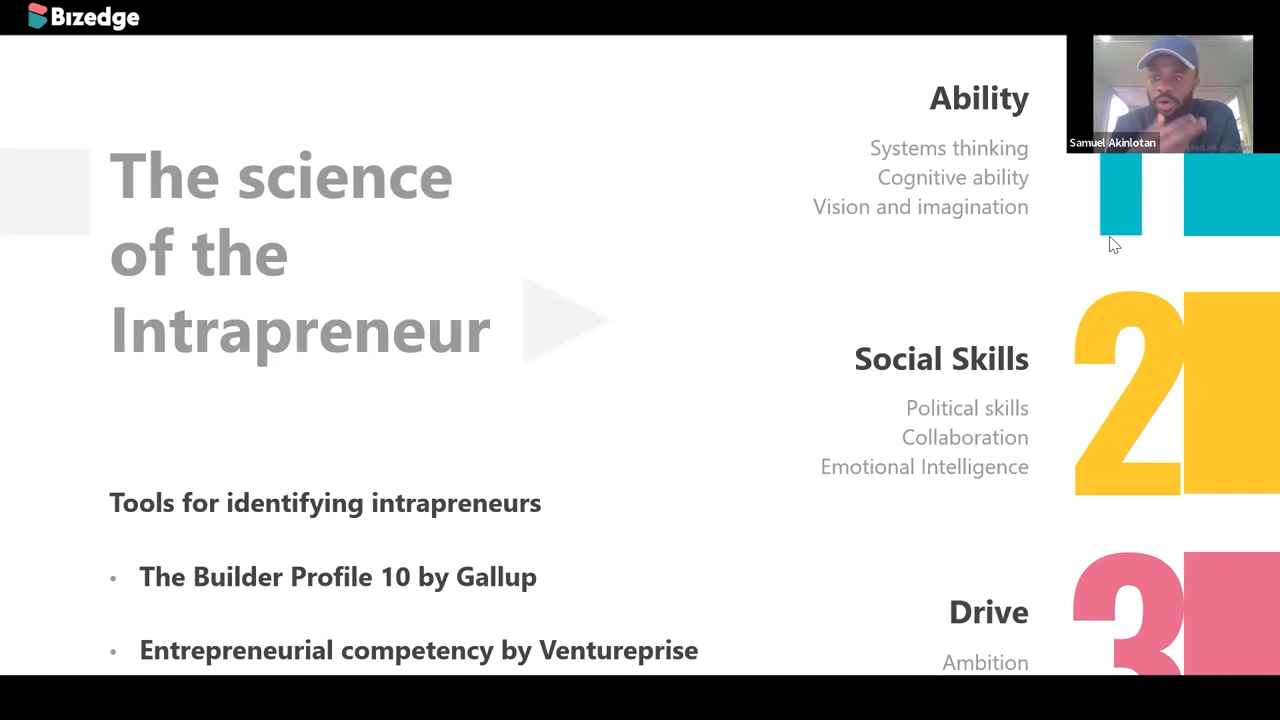 Bizedge
The science
of the
Intrapreneur
Tools for identifying intrapreneurs
• The Builder Profile 10 by Gallup
• Entrepreneurial competency by Ventureprise
Ability
Systems thinking
Cognitive ability
Vision and imagination
Social Skills
Political skills
Collaboration
Emotional Intelligence
2
Drive
Ambition
3
Samuel Akinlotan